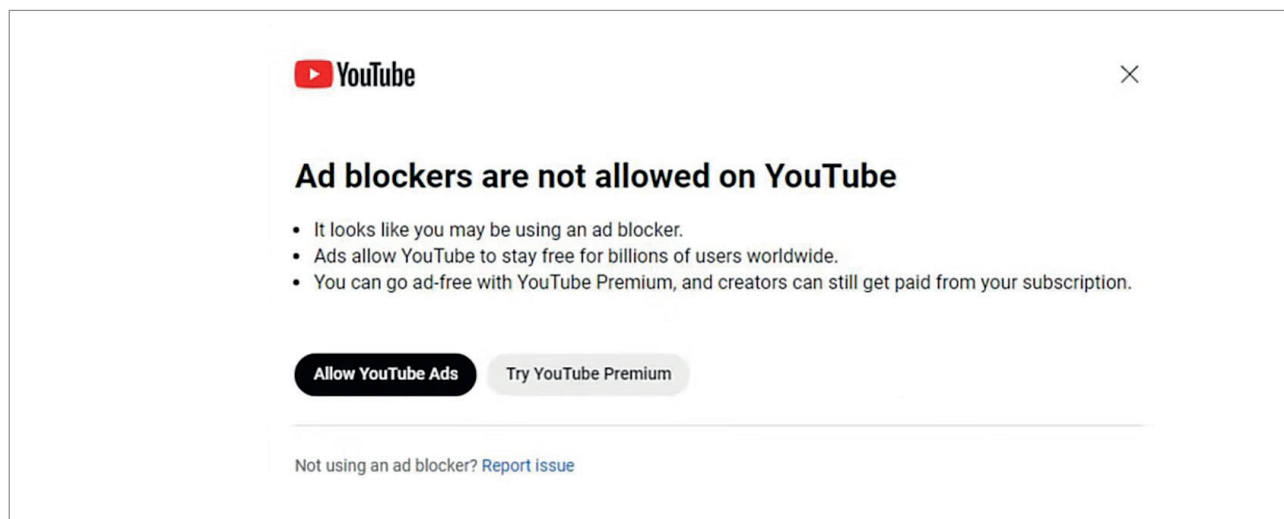 YouTube
Ad blockers are not allowed on YouTube
• It looks like you may be using an ad blocker.
• Ads allow YouTube to stay free for billions of users worldwide.
• You can go ad-free with YouTube Premium, and creators can still get paid from your subscription.
Allow YouTube Ads Try YouTube Premium
Not using an ad blocker? Report issue